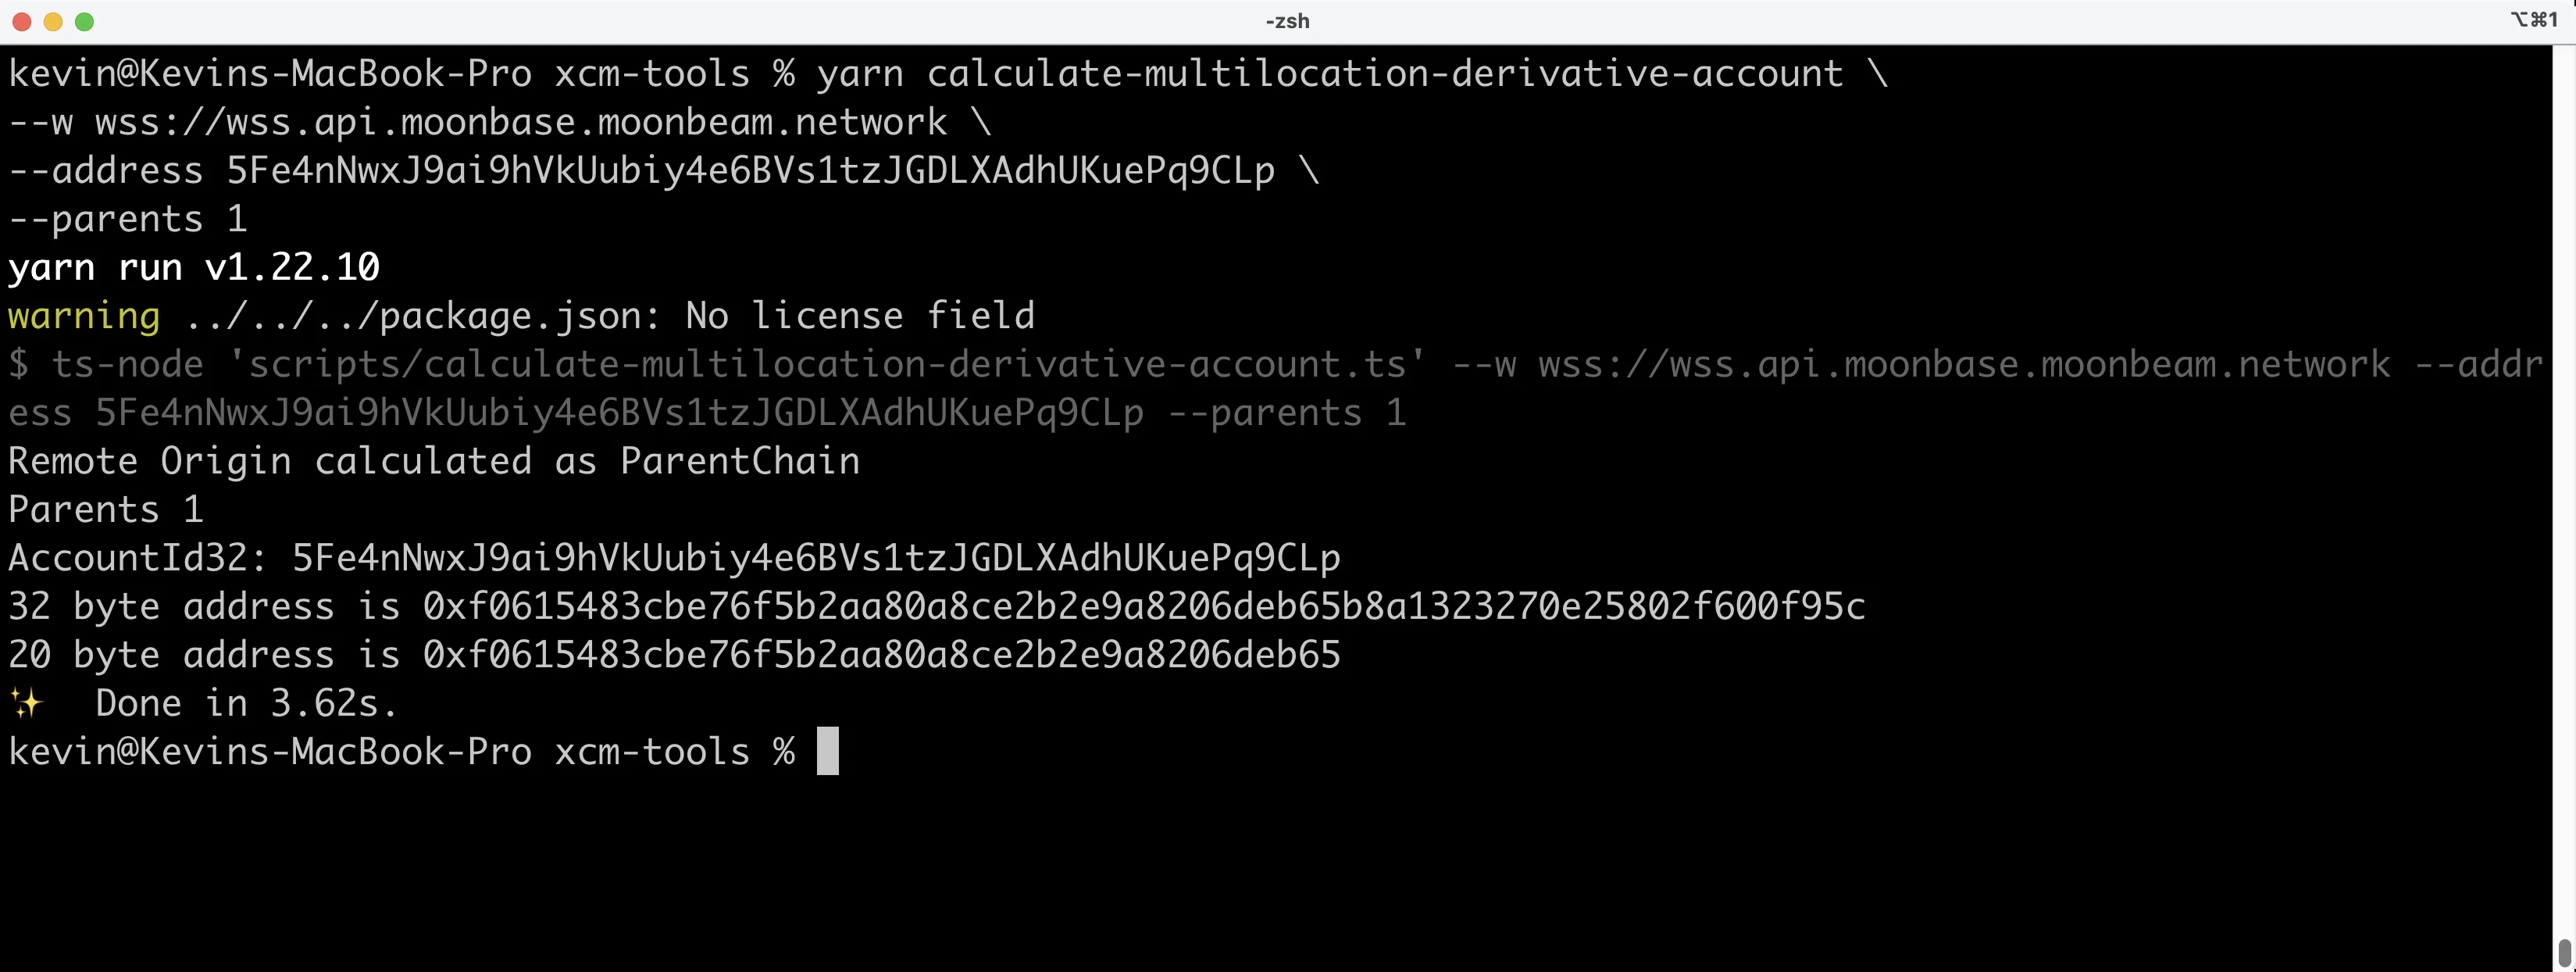 -zsh
⌥⌘1
kevin@Kevins-MacBook-Pro xcm-tools % yarn calculate-multilocation-derivative-account \
--w wss://wss.api.moonbase.moonbeam.network \
--address 5Fe4nNwxJ9ai9hVkUubiy4e6BVs1tzJGDLXAdhUKuePq9CLp \
--parents 1
yarn run v1.22.10
warning ../../../package.json: No license field
$ ts-node 'scripts/calculate-multilocation-derivative-account.ts' --w wss://wss.api.moonbase.moonbeam.network --addr
ess 5Fe4nNwxJ9ai9hVkUubiy4e6BVs1tzJGDLXAdhUKuePq9CLp --parents 1
Remote Origin calculated as ParentChain
Parents 1
AccountId32: 5Fe4nNwxJ9ai9hVkUubiy4e6BVs1tzJGDLXAdhUKuePq9CLp
32 byte address is 0xf0615483cbe76f5b2aa80a8ce2b2e9a8206deb65b8a1323270e25802f600f95c
20 byte address is 0xf0615483cbe76f5b2aa80a8ce2b2e9a8206deb65
✨  Done in 3.62s.
kevin@Kevins-MacBook-Pro xcm-tools %